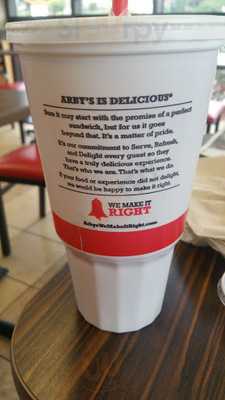 ARBY'S IS DELICIOUS®
Sure it may start with the promise of a perfect
sandwich, but for us it goes
beyond that. It's a matter of pride.
It's our commitment to Serve, Refresh,
and Delight every guest so they
have a truly delicious experience.
That's who we are. That's what we do
If your food or experience did not delight,
we would be happy to make it right.
WE MAKE IT
RIGHT
ArbysWeMakeItRight.com